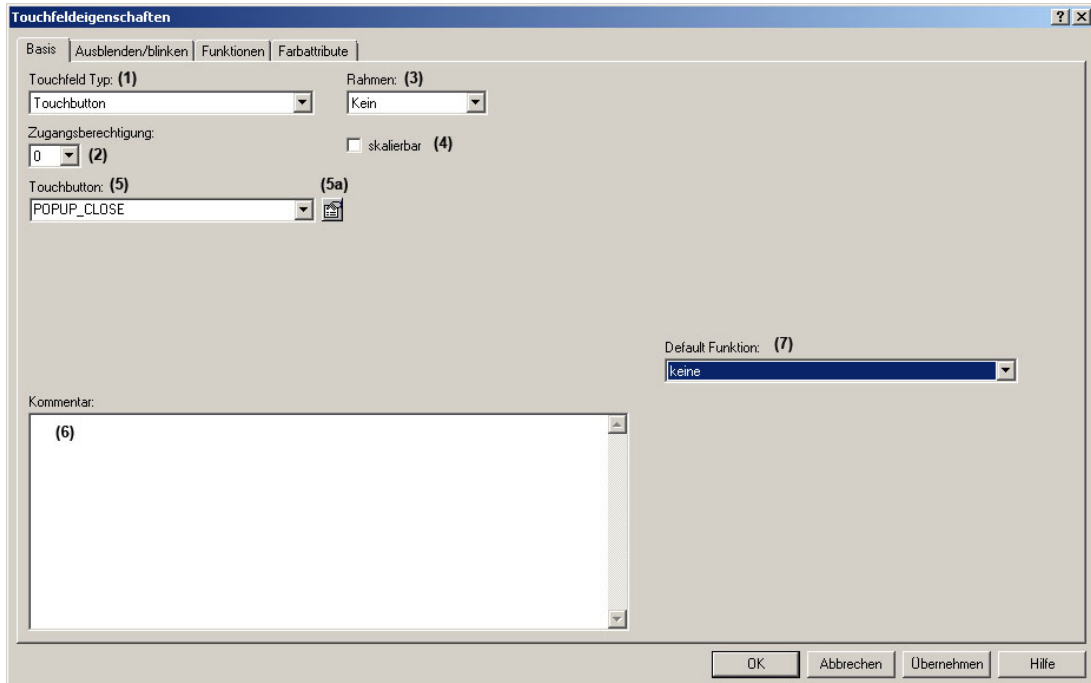 Touchfeldeigenschaften
Basis Ausblenden/blinken Funktionen Farbattribute
Touchfeld Typ: (1) Rahmen: (3)
Touchbutton Kein
Zugangsberechtigung:
0 (2) skalierbar (4)
Touchbutton: (5) (5a)
POPUP_CLOSE
Default Funktion: (7)
keine
Kommentar:
(6)
OK Abbrechen Übernehmen Hilfe